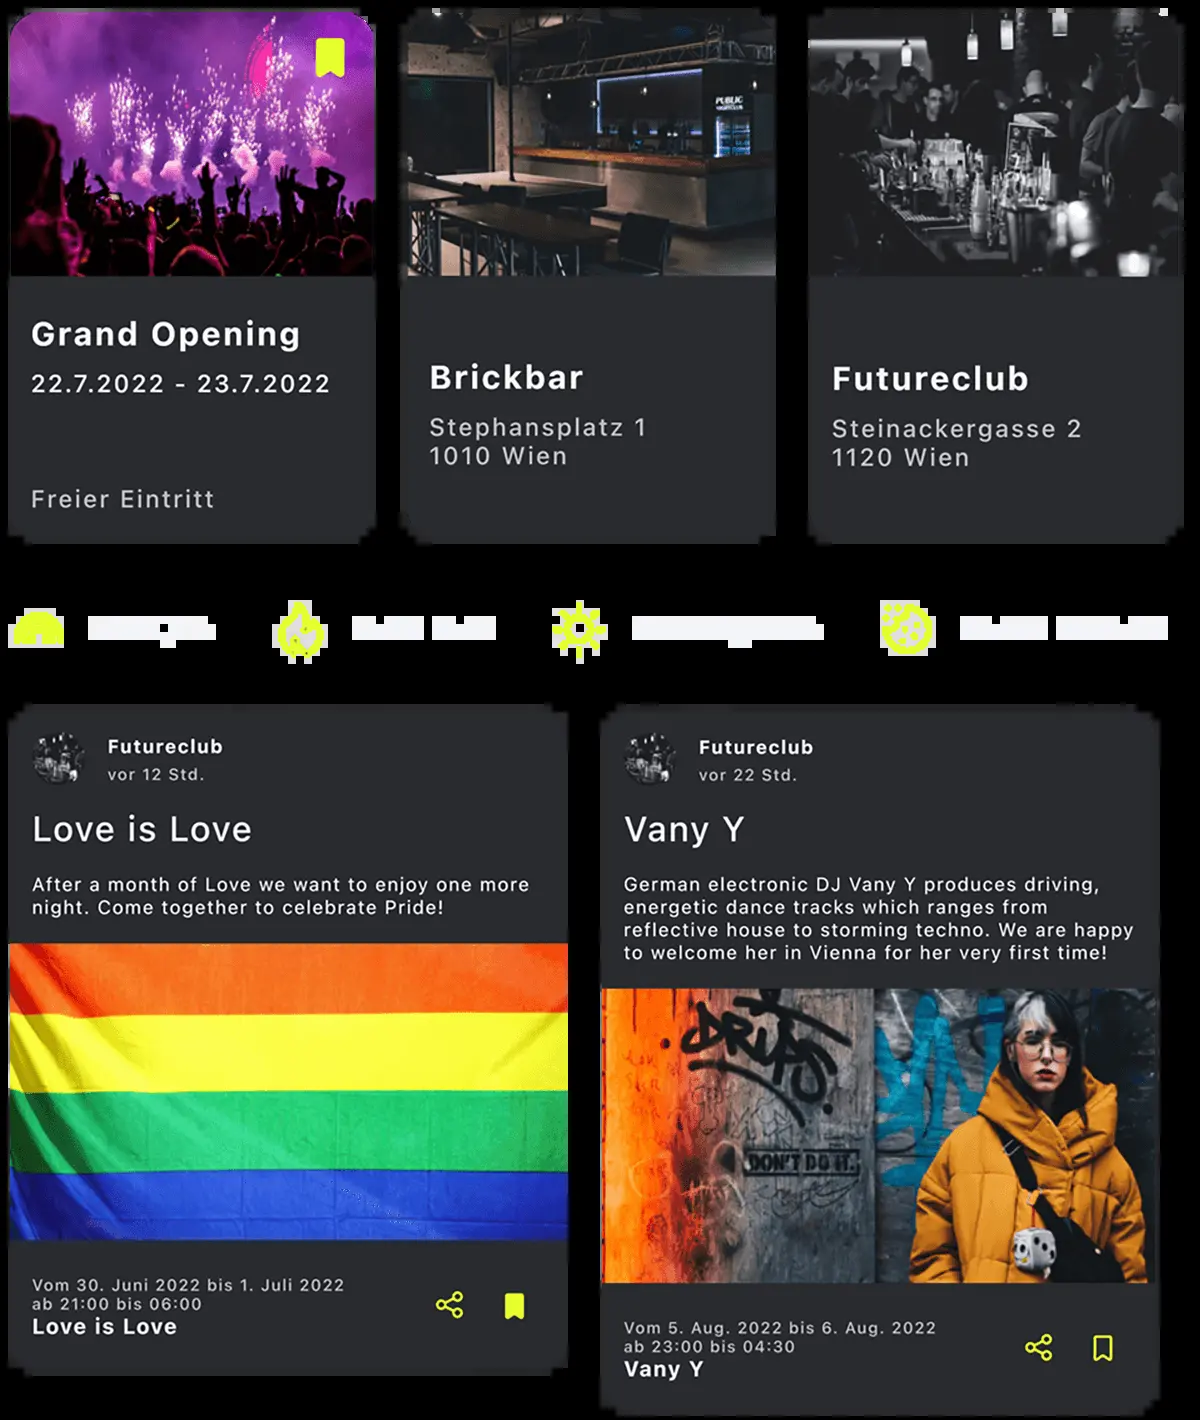 PUBLIC
Grand Opening
22.7.2022 - 23.7.2022
Freier Eintritt
Brickbar
Stephansplatz 1
1010 Wien
Futureclub
Steinackergasse 2
1120 Wien
Futureclub
vor 12 Std.
Love is Love
After a month of Love we want to enjoy one more
night. Come together to celebrate Pride!
Vom 30. Juni 2022 bis 1. Juli 2022
ab 21:00 bis 06:00
Love is Love
Futureclub
vor 22 Std.
Vany Y
German electronic DJ Vany Y produces driving,
energetic dance tracks which ranges from
reflective house to storming techno. We are happy
to welcome her in Vienna for her very first time!
DRIPS
DON'T DO IT.
Vom 5. Aug. 2022 bis 6. Aug. 2022
ab 23:00 bis 04:30
Vany Y